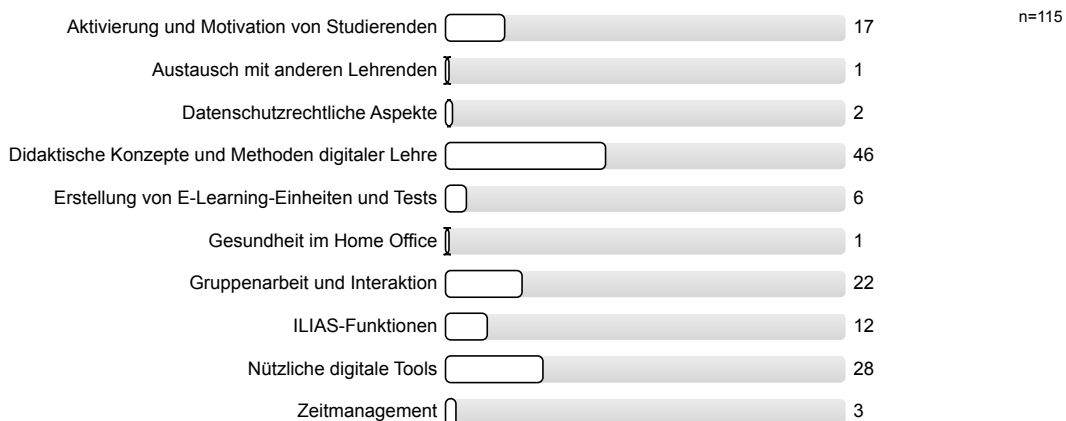 Aktivierung und Motivation von Studierenden 17 n=115
Austausch mit anderen Lehrenden 1
Datenschutzrechtliche Aspekte 2
Didaktische Konzepte und Methoden digitaler Lehre 46
Erstellung von E-Learning-Einheiten und Tests 6
Gesundheit im Home Office 1
Gruppenarbeit und Interaktion 22
ILIAS-Funktionen 12
Nützliche digitale Tools 28
Zeitmanagement 3